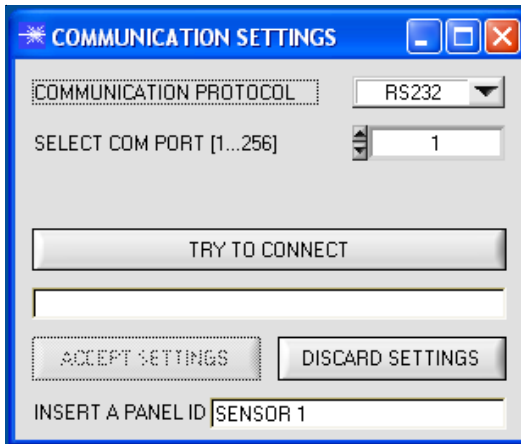 COMMUNICATION SETTINGS
COMMUNICATION PROTOCOL RS232
SELECT COM PORT [1...256] 1
TRY TO CONNECT
ACCEPT SETTINGS DISCARD SETTINGS
INSERT A PANEL ID SENSOR 1